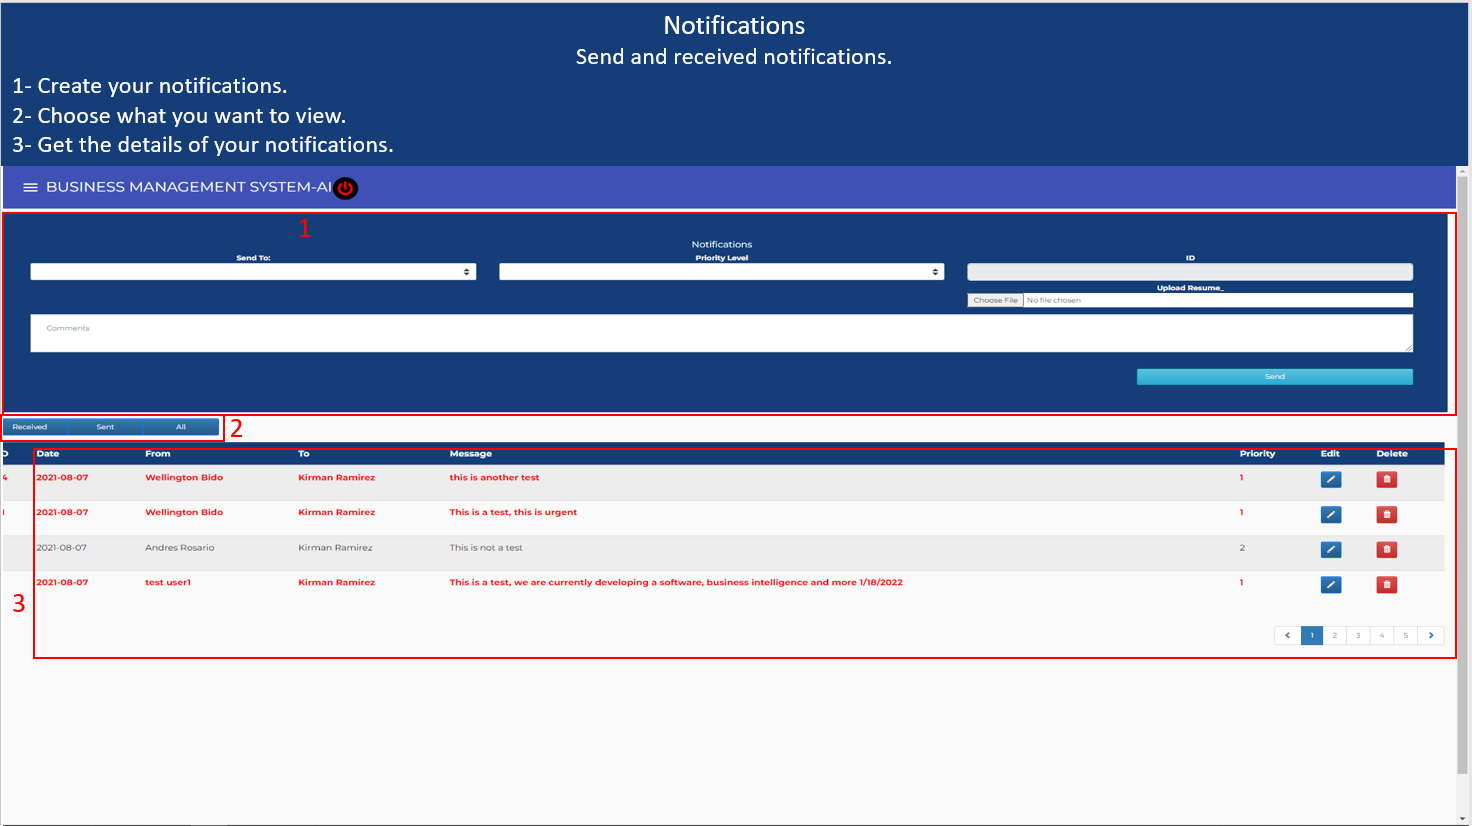 Notifications
Send and received notifications.
1- Create your notifications.
2- Choose what you want to view.
3- Get the details of your notifications.
BUSINESS MANAGEMENT SYSTEM-AI
1
Notifications
Send To: Priority Level ID
Upload Resume_
Choose File No file chosen
Comments
Send
Received Sent All 2
D Date From To Message Priority Edit Delete
4 2021-08-07 Wellington Bido Kirman Ramirez this is another test 1
2021-08-07 Wellington Bido Kirman Ramirez This is a test, this is urgent 1
2021-08-07 Andres Rosario Kirman Ramirez This is not a test 2
2021-08-07 test user1 Kirman Ramirez This is a test, we are currently developing a software, business intelligence and more 1/18/2022 1
3
< 1 2 3 4 5 >